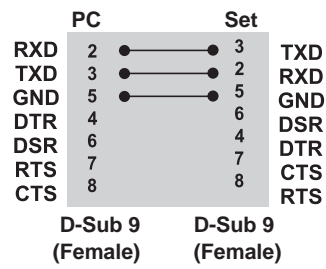 PC Set
RXD 2 3 TXD
TXD 3 2 RXD
GND 5 5 GND
DTR 4 6 DSR
DSR 6 4 DTR
RTS 7 7 CTS
CTS 8 8 RTS
D-Sub 9 D-Sub 9
(Female) (Female)